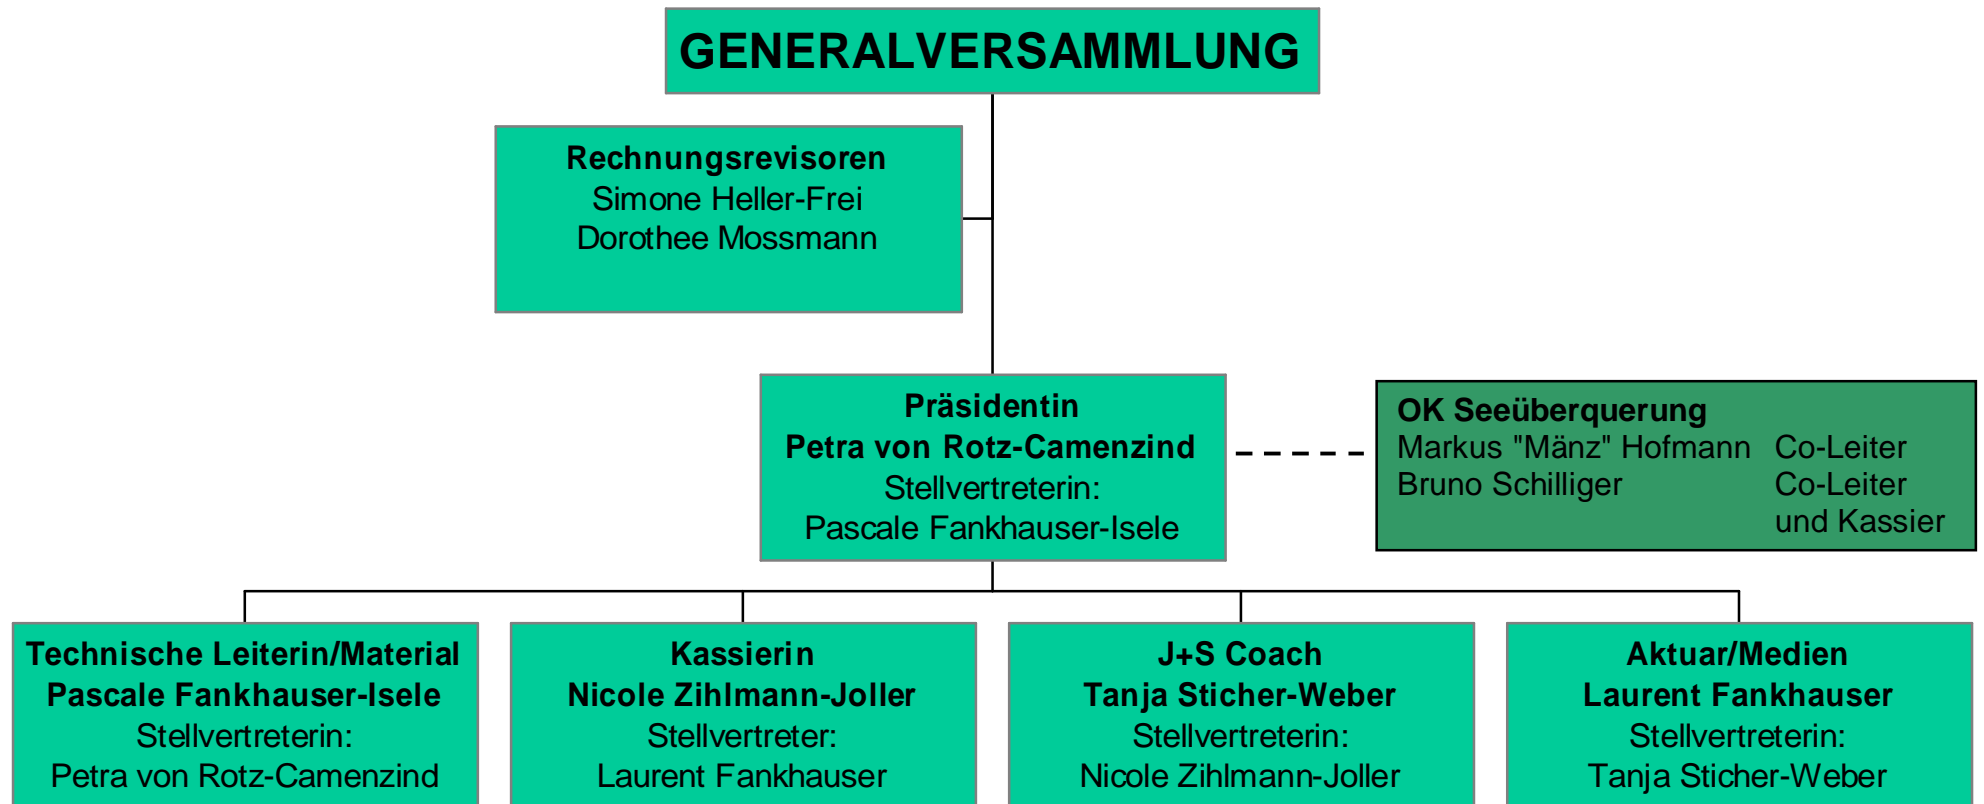 GENERALVERSAMMLUNG
Rechnungsrevisoren
Simone Heller-Frei
Dorothee Mossmann
Präsidentin
Petra von Rotz-Camenzind
Stellvertreterin:
Pascale Fankhauser-Isele
OK Seeüberquerung
Markus "Mänz" Hofmann Co-Leiter
Bruno Schilliger Co-Leiter
und Kassier
Technische Leiterin/Material
Pascale Fankhauser-Isele
Stellvertreterin:
Petra von Rotz-Camenzind
Kassierin
Nicole Zihlmann-Joller
Stellvertreter:
Laurent Fankhauser
J+S Coach
Tanja Sticher-Weber
Stellvertreterin:
Nicole Zihlmann-Joller
Aktuar/Medien
Laurent Fankhauser
Stellvertreterin:
Tanja Sticher-Weber